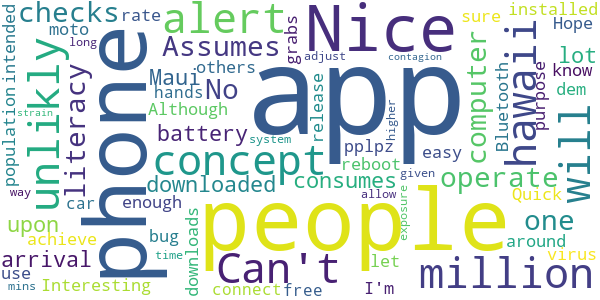 population
intended
checks
moto
rate
alert
grabs
Nice
sure
installed
Hope
unlikly
phone
Assumes
adjust
contagion
hawaii
lot
Maui
others
No
hands
literacy
Although
app
release
computer
Bluetooth
purpose
know
dem
will
battery
pplpz
higher
easy
concept
system
reboot
downloaded
consumes
operate
given
Quick
upon
car
enough
downloads
people
exposure
one
achieve
bug
let
allow
around
virus
arrival
time
Can't
million
strain
use
way
long
mins
Interesting
connect
free
I'm